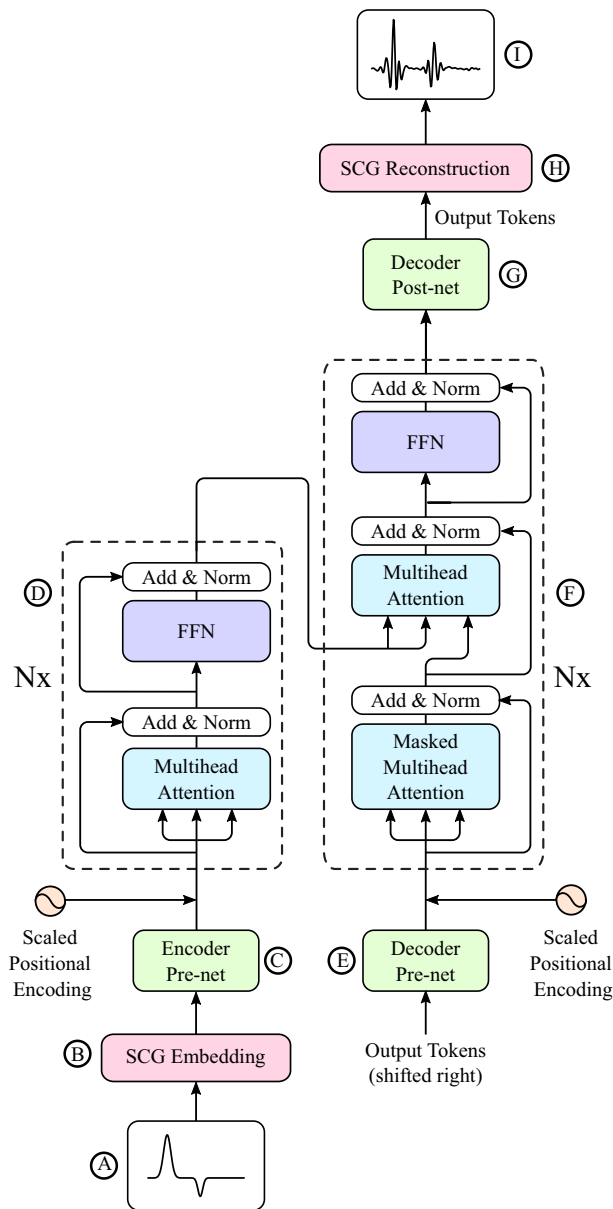 I
SCG Reconstruction
H
Output Tokens
Decoder
Post-net
G
Add & Norm
FFN
Add & Norm
Multihead
Attention
F
Nx
Add & Norm
Masked
Multihead
Attention
D
Nx
Add & Norm
FFN
Add & Norm
Multihead
Attention
Scaled
Positional
Encoding
Scaled
Positional
Encoding
Encoder
Pre-net
C
E
Decoder
Pre-net
B
SCG Embedding
Output Tokens
(shifted right)
A